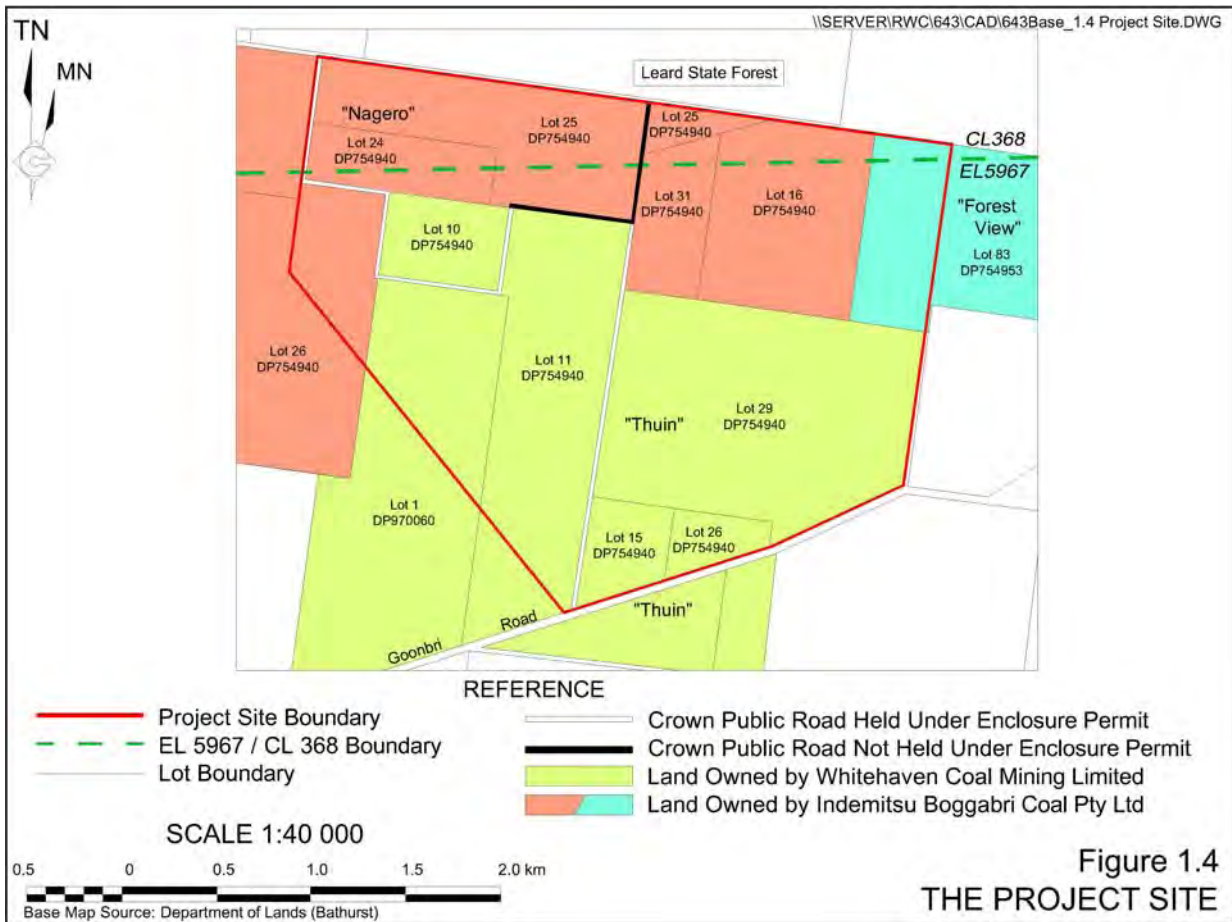 \\SERVER\RWC\643\CAD\643Base_1.4 Project Site.DWG
TN
MN
Leard State Forest
"Nagero"
Lot 25
DP754940
Lot 25
DP754940
Lot 24
DP754940
CL368
EL5967
Lot 31
DP754940
Lot 16
DP754940
"Forest
View"
Lot 83
DP754953
Lot 10
DP754940
Lot 26
DP754940
Lot 11
DP754940
"Thuin"
Lot 29
DP754940
Lot 1
DP970060
Lot 15
DP754940
Lot 26
DP754940
"Thuin"
Goonbri Road
REFERENCE
Project Site Boundary
EL 5967 / CL 368 Boundary
Lot Boundary
Crown Public Road Held Under Enclosure Permit
Crown Public Road Not Held Under Enclosure Permit
Land Owned by Whitehaven Coal Mining Limited
Land Owned by Indemitsu Boggabri Coal Pty Ltd
SCALE 1:40 000
0.5 0 0.5 1.0 1.5 2.0 km
Base Map Source: Department of Lands (Bathurst)
Figure 1.4
THE PROJECT SITE